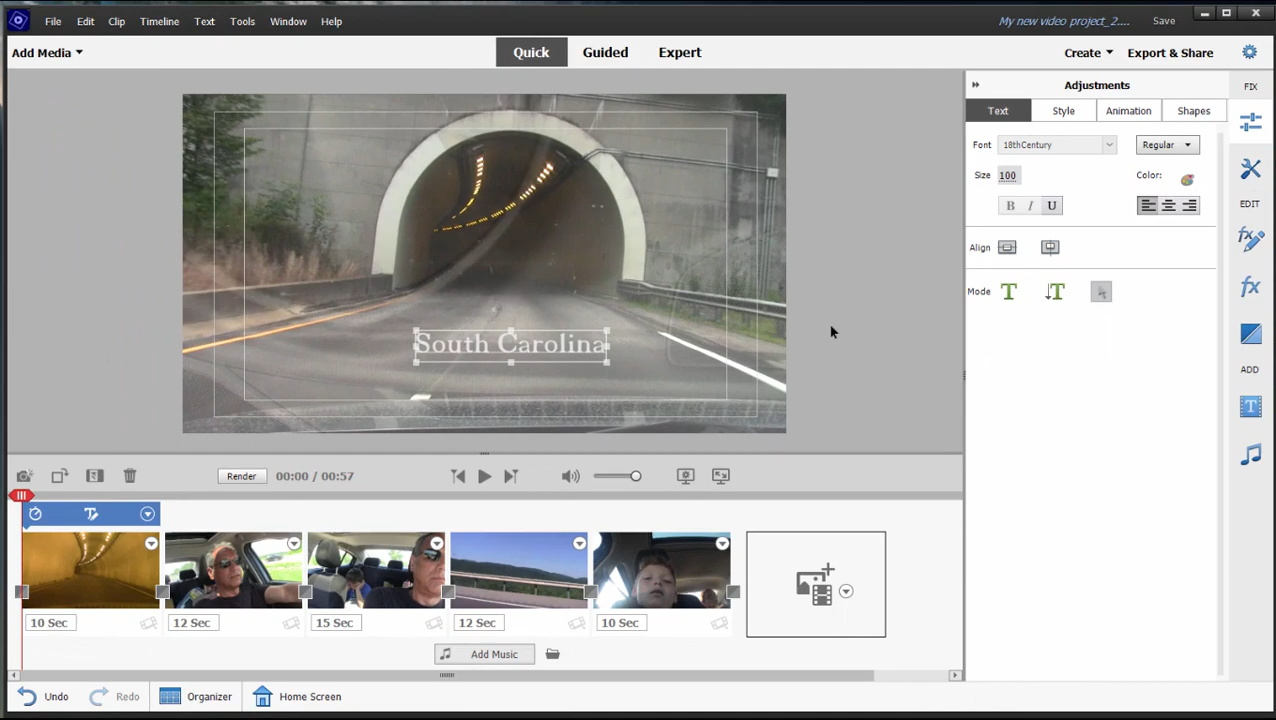 File Edit Clip Timeline Text Tools Window Help
My new video project_2....
Save
Add Media
Quick
Guided
Expert
Create
Export & Share
Adjustments
FIX
Text
Style
Animation
Shapes
Font
18thCentury
Regular
Size
100
Color:
B I U
EDIT
Align
Mode
T
T
South Carolina
ADD
T
Render
00:00 / 00:57
T
10 Sec
12 Sec
15 Sec
12 Sec
10 Sec
Add Music
Undo
Redo
Organizer
Home Screen